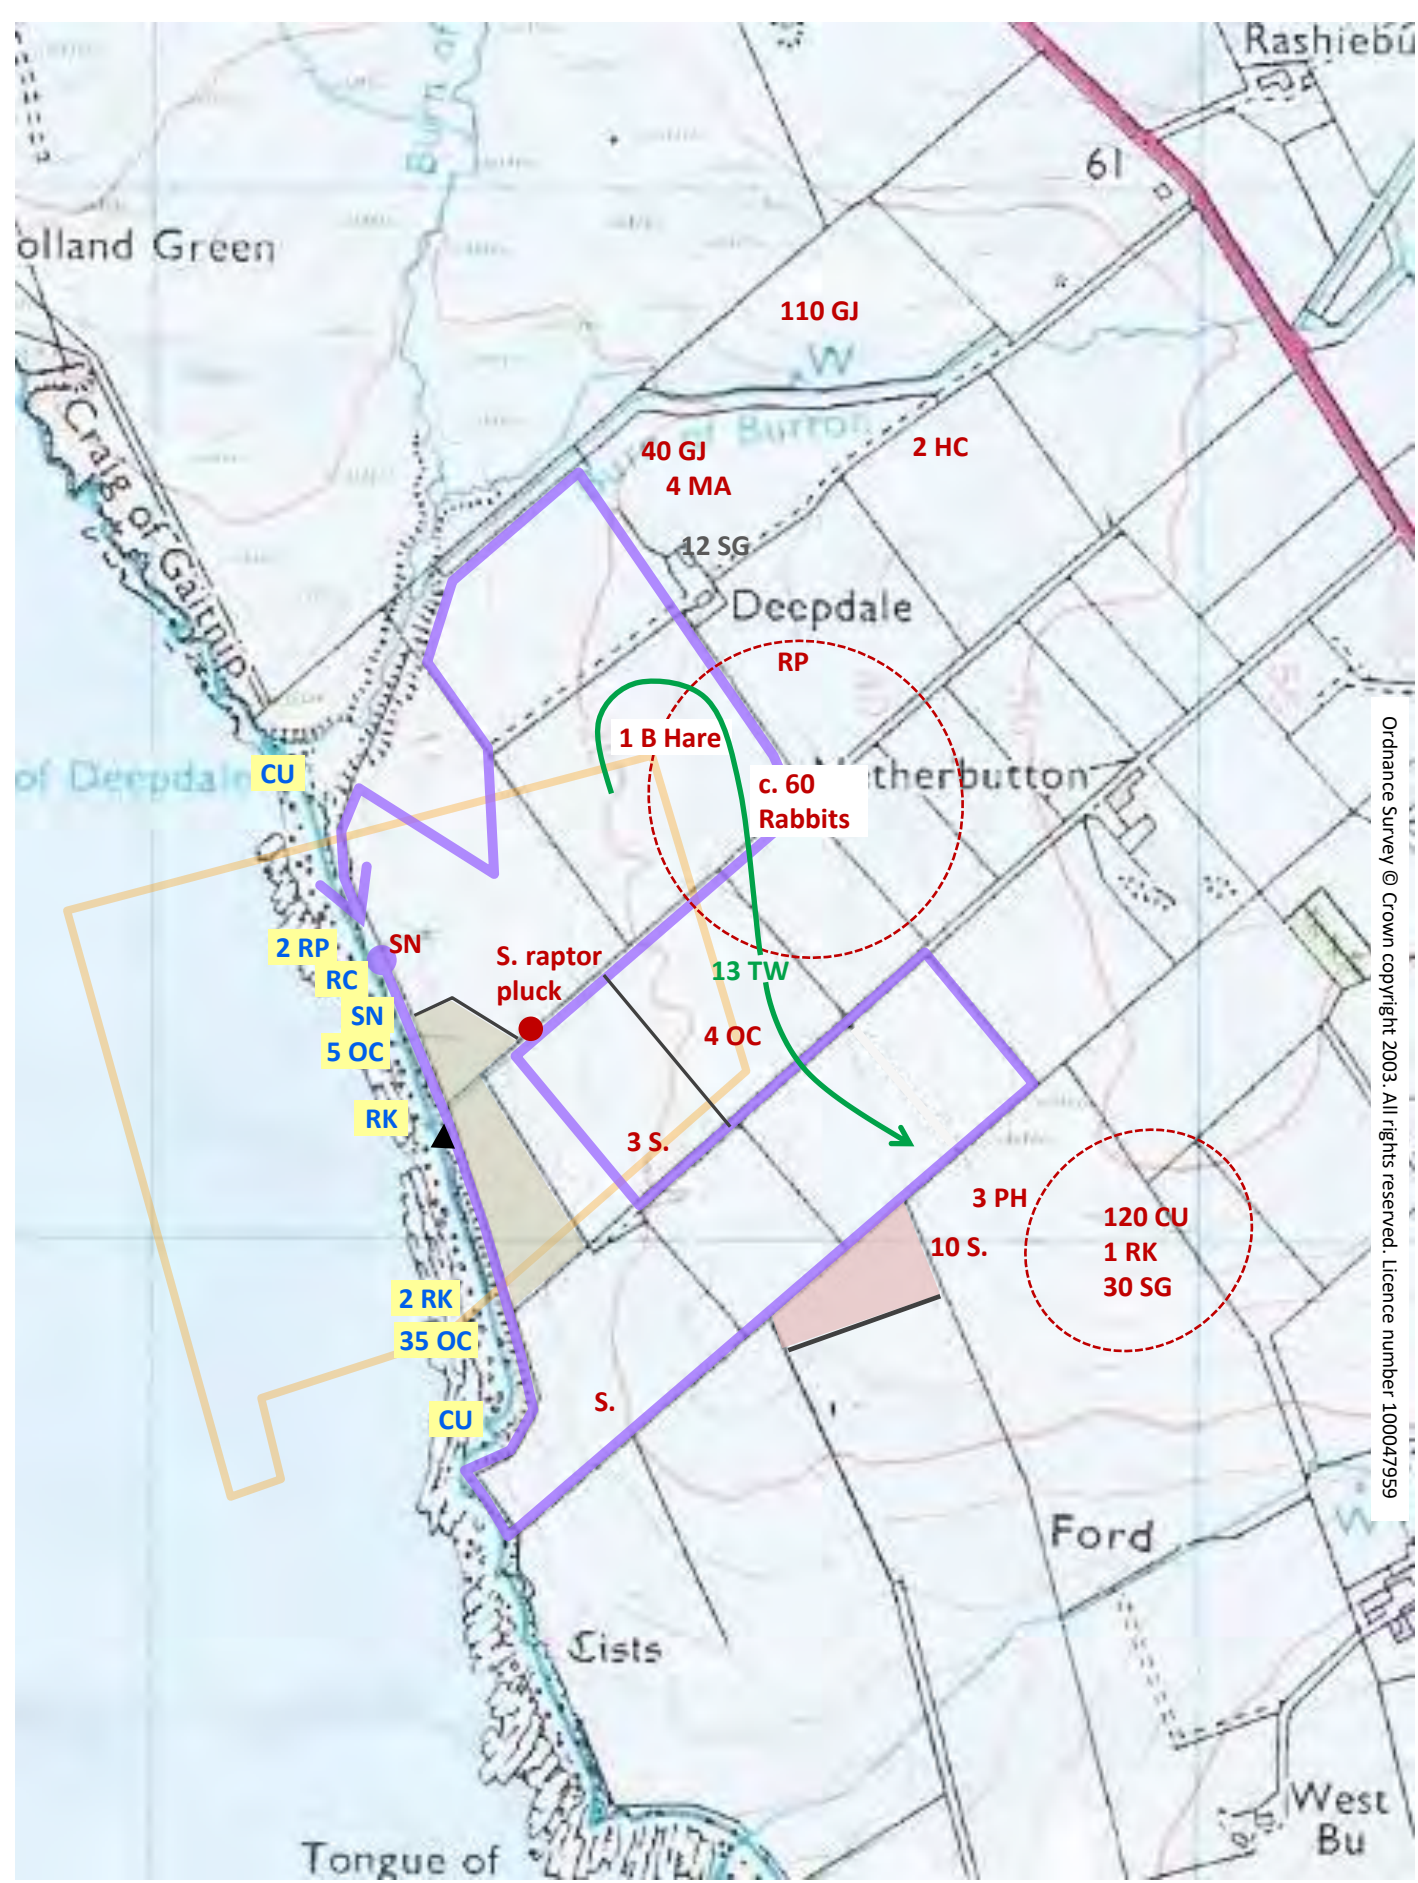 Rashiebu
Burn of
61
olland Green
110 GJ
W
Craig of Gaitnip
of Burron
40 GJ
2 HC
4 MA
12 SG
Deepdale
RP
1 B Hare
of Deepdale
CU
c. 60
Rabbits
therbutton
2 RP
SN
RC
S. raptor
pluck
13 TW
SN
5 OC
4 OC
RK
3 S.
3 PH
120 CU
10 S.
1 RK
30 SG
2 RK
35 OC
CU
S.
Ordnance Survey © Crown copyright 2003. All rights reserved. Licence number 100047959
W
Ford
Cists
West
Bu
Tongue of